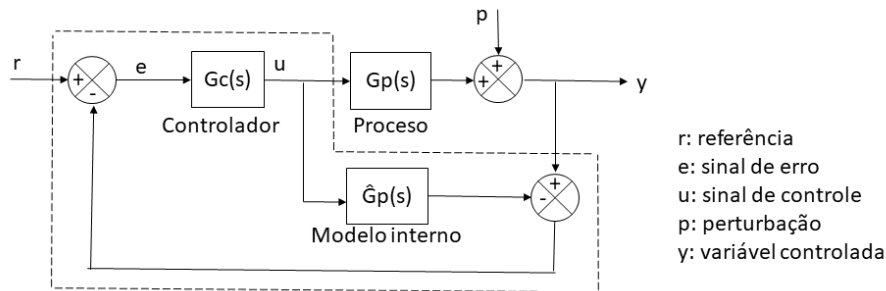 p
r
e
u
Gc(s)
Gp(s)
y
+
-
+
+
Controlador
Proceso
Ĝp(s)
+
-
Modelo interno
r: referência
e: sinal de erro
u: sinal de controle
p: perturbação
y: variável controlada